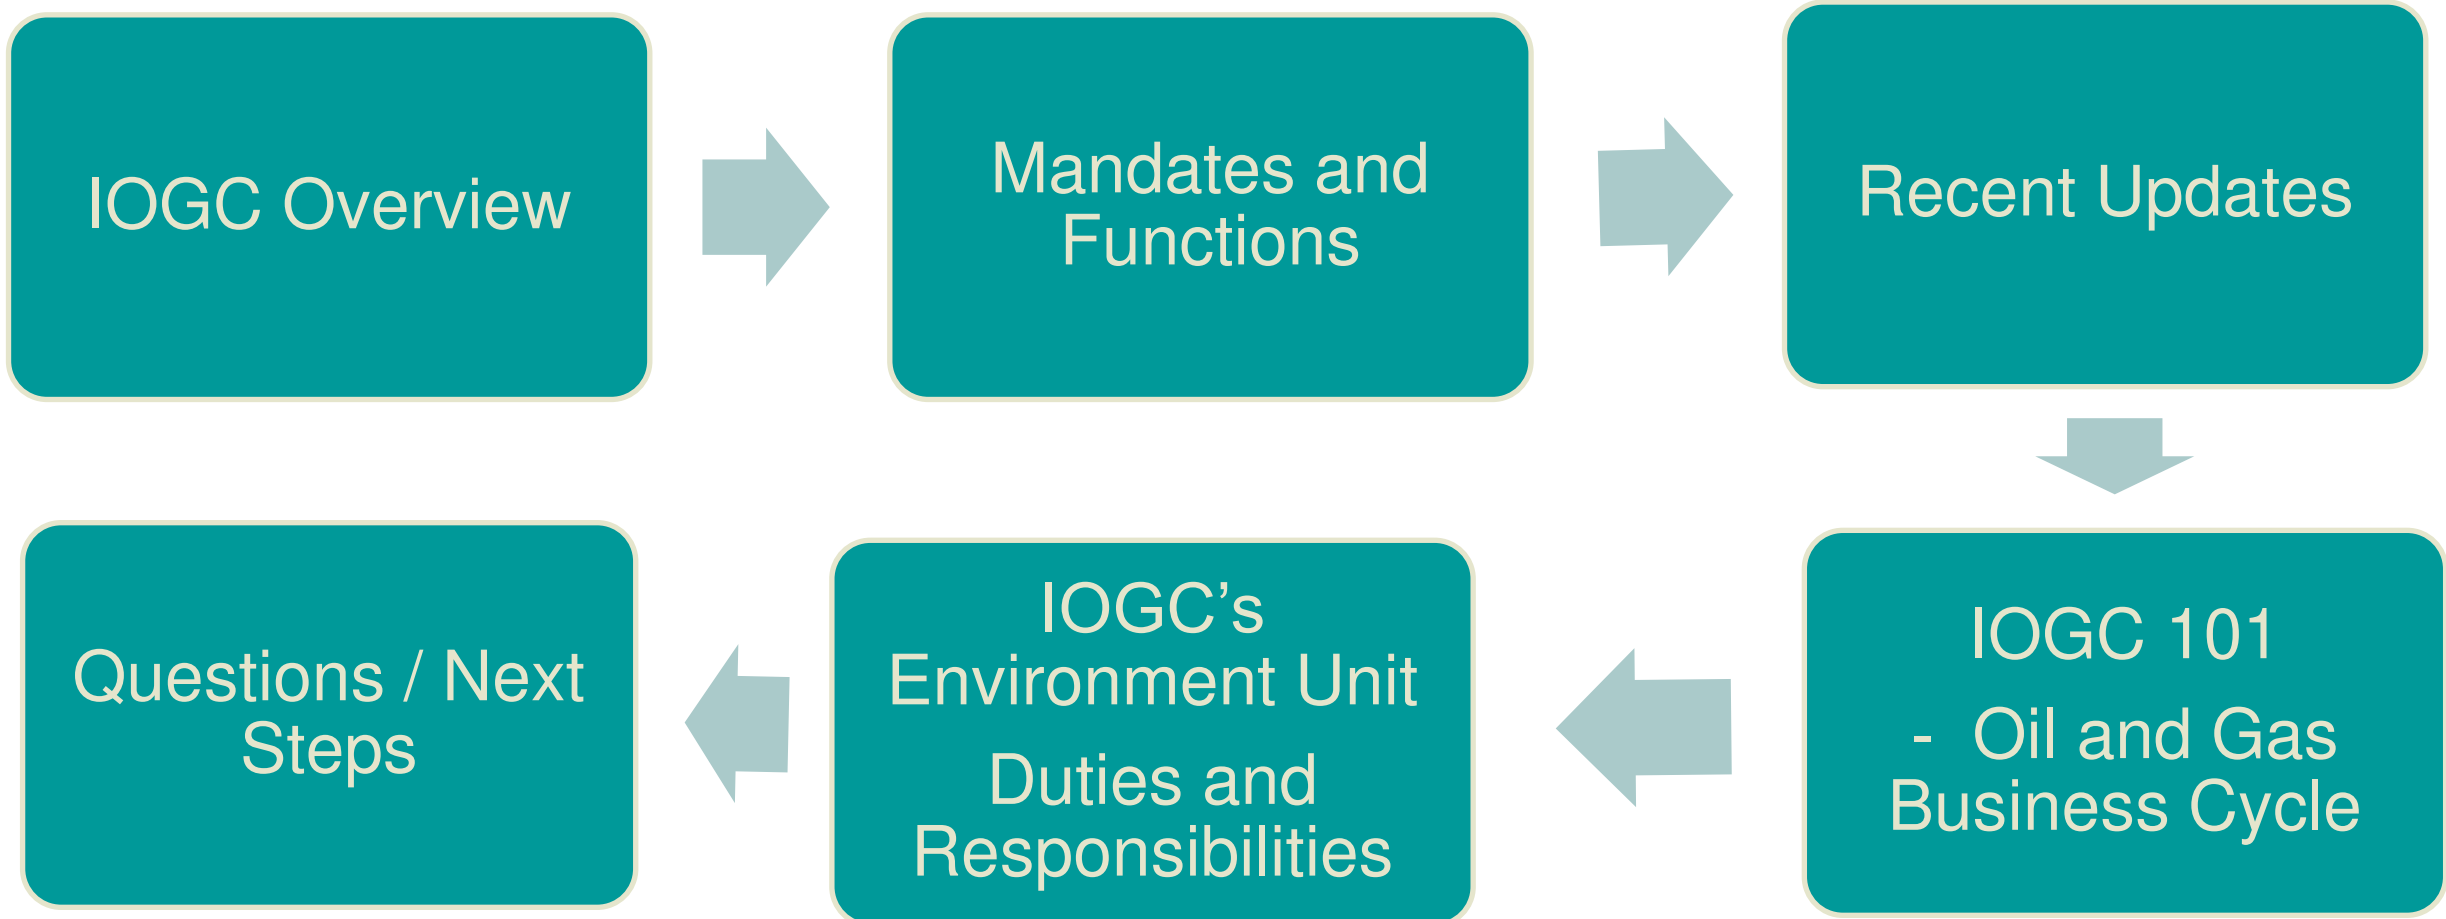 IOGC Overview
Mandates and
Functions
Recent Updates
IOGC 101
- Oil and Gas
Business Cycle
IOGC’s
Environment Unit
Duties and
Responsibilities
Questions / Next
Steps